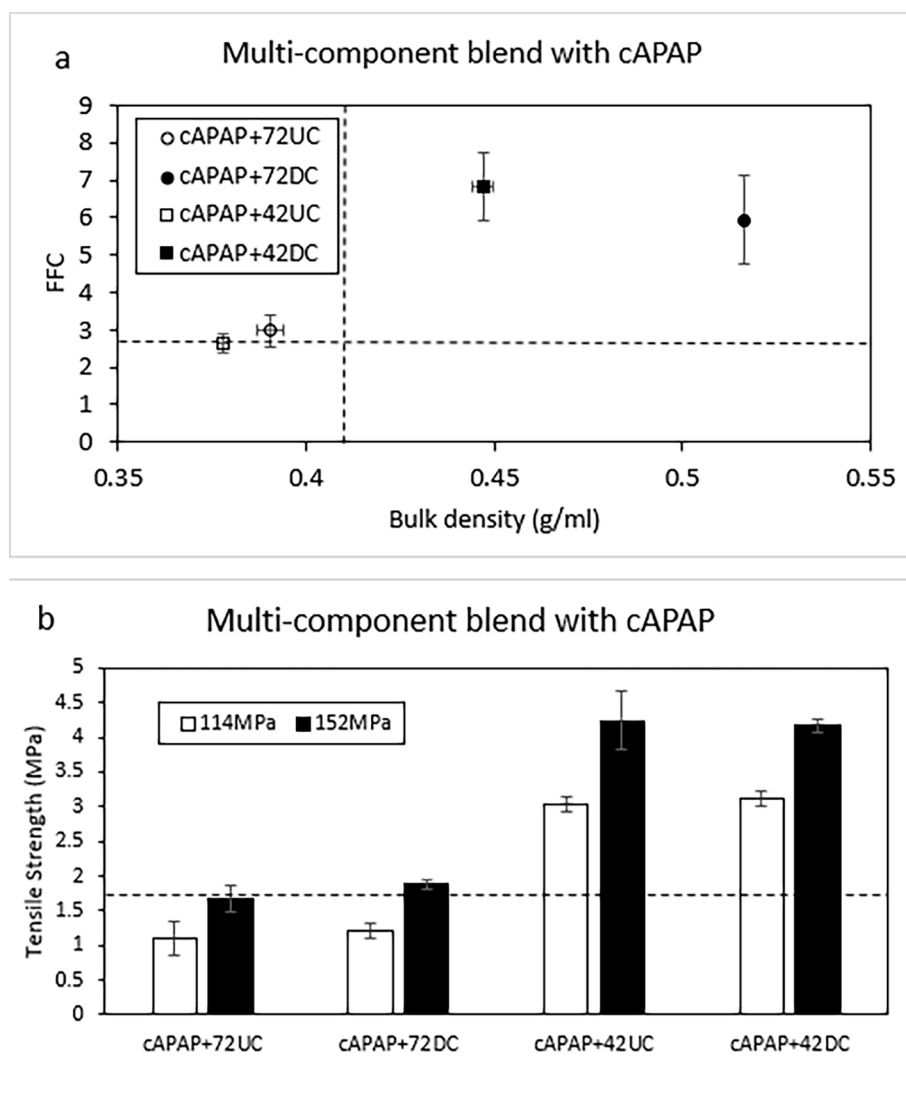 a
Multi-component blend with cAPAP
9
8
7
6
5
4
3
2
1
0
FFC
cAPAP+72UC
cAPAP+72DC
cAPAP+42UC
cAPAP+42DC
0.35 0.4 0.45 0.5 0.55
Bulk density (g/ml)
b
Multi-component blend with cAPAP
5
4.5
4
3.5
3
2.5
2
1.5
1
0.5
0
Tensile Strength (MPa)
114MPa 152MPa
cAPAP+72UC cAPAP+72DC cAPAP+42UC cAPAP+42DC